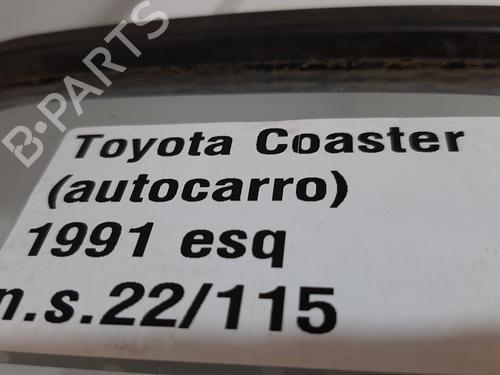 B-PARTS
Toyota Coaster
(autocarro)
1991 esq
n.s.22/115